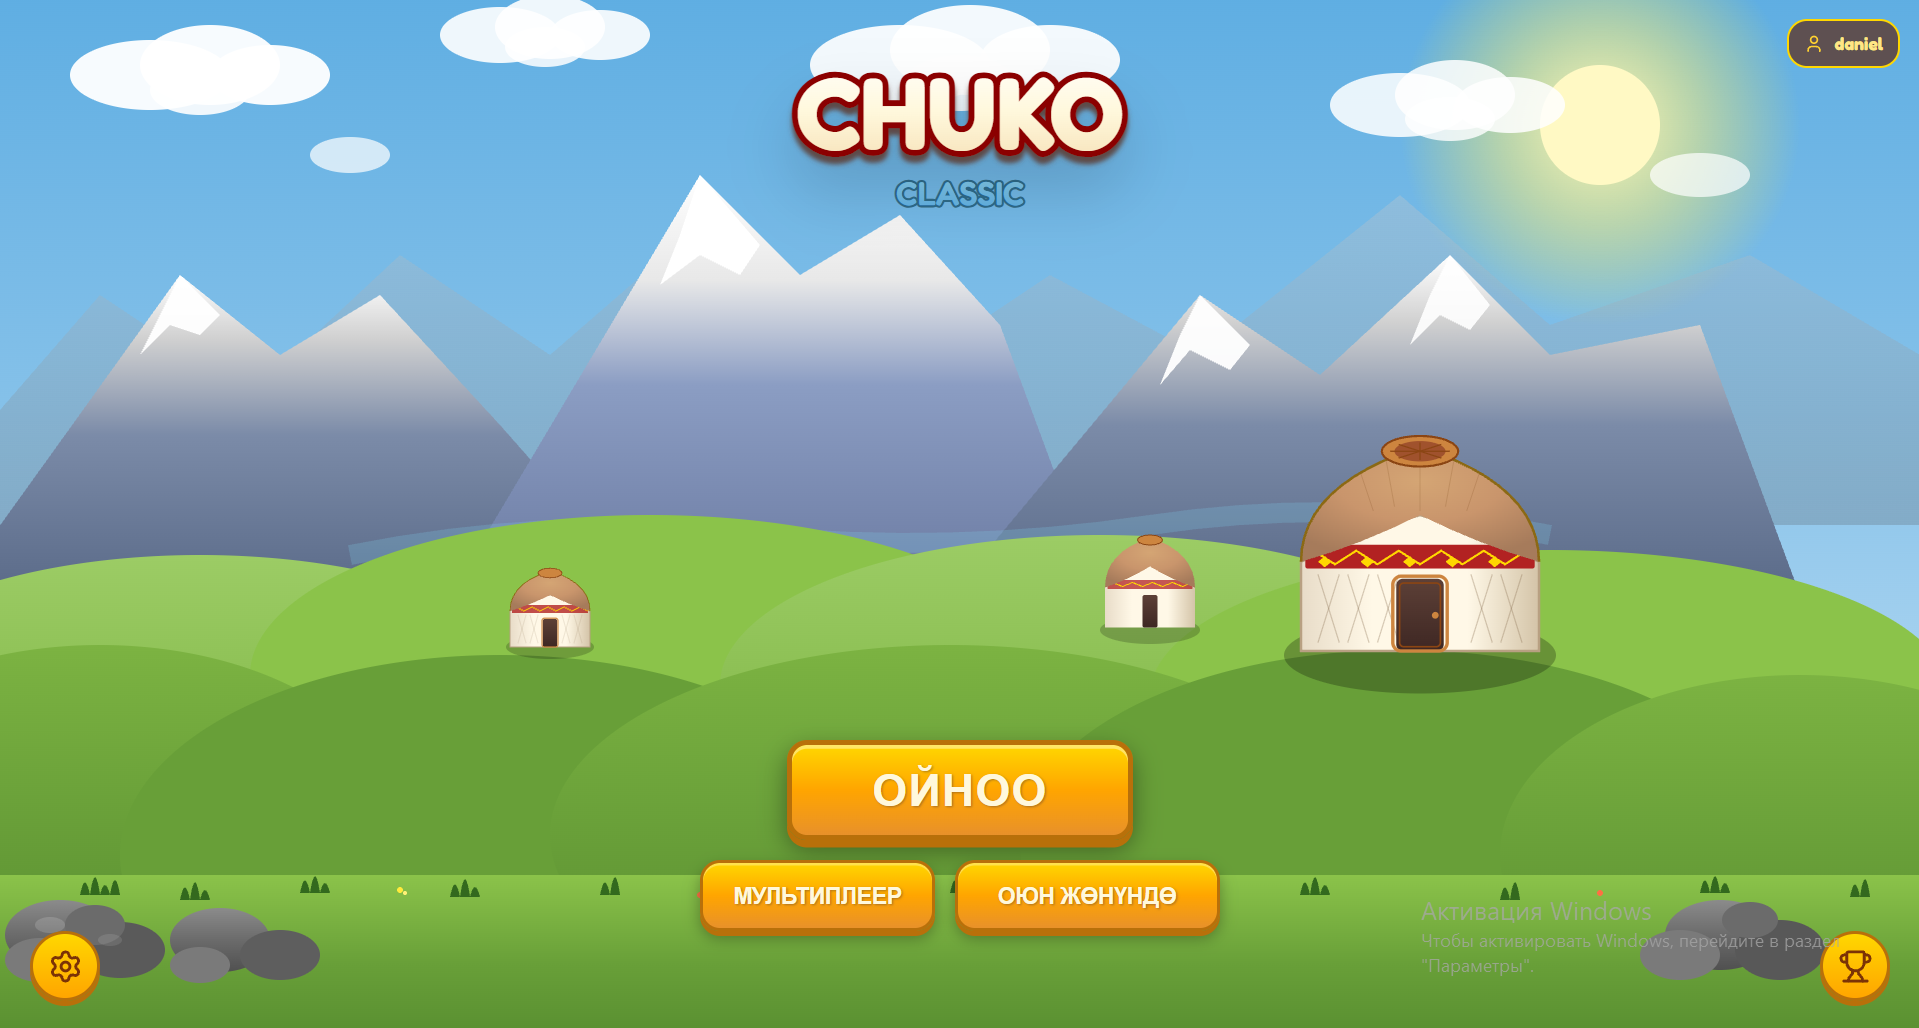 daniel
CHUKO
CLASSIC
ОЙНОО
МУЛЬТИПЛЕЕР
ОЮН ЖӨНҮНДӨ
Активация Windows
Чтобы активировать Windows, перейдите в раздел
"Параметры".